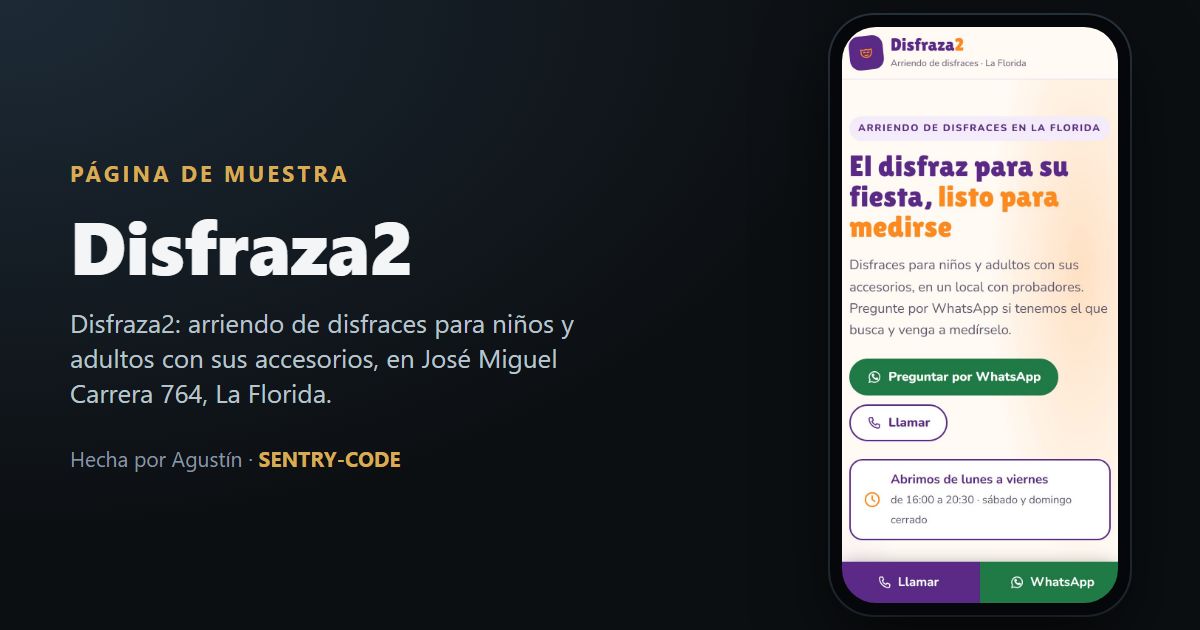 PÁGINA DE MUESTRA
Disfraza2
Disfraza2: arriendo de disfraces para niños y
adultos con sus accesorios, en José Miguel
Carrera 764, La Florida.
Hecha por Agustín · SENTRY-CODE
Disfraza2
Arriendo de disfraces · La Florida
ARRIENDO DE DISFRACES EN LA FLORIDA
El disfraz para su
fiesta, listo para
medirse
Disfraces para niños y adultos con sus
accesorios, en un local con probadores.
Pregunte por WhatsApp si tenemos el que
busca y venga a medírselo.
Preguntar por WhatsApp
Llamar
Abrimos de lunes a viernes
de 16:00 a 20:30 · sábado y domingo
cerrado
Llamar
WhatsApp